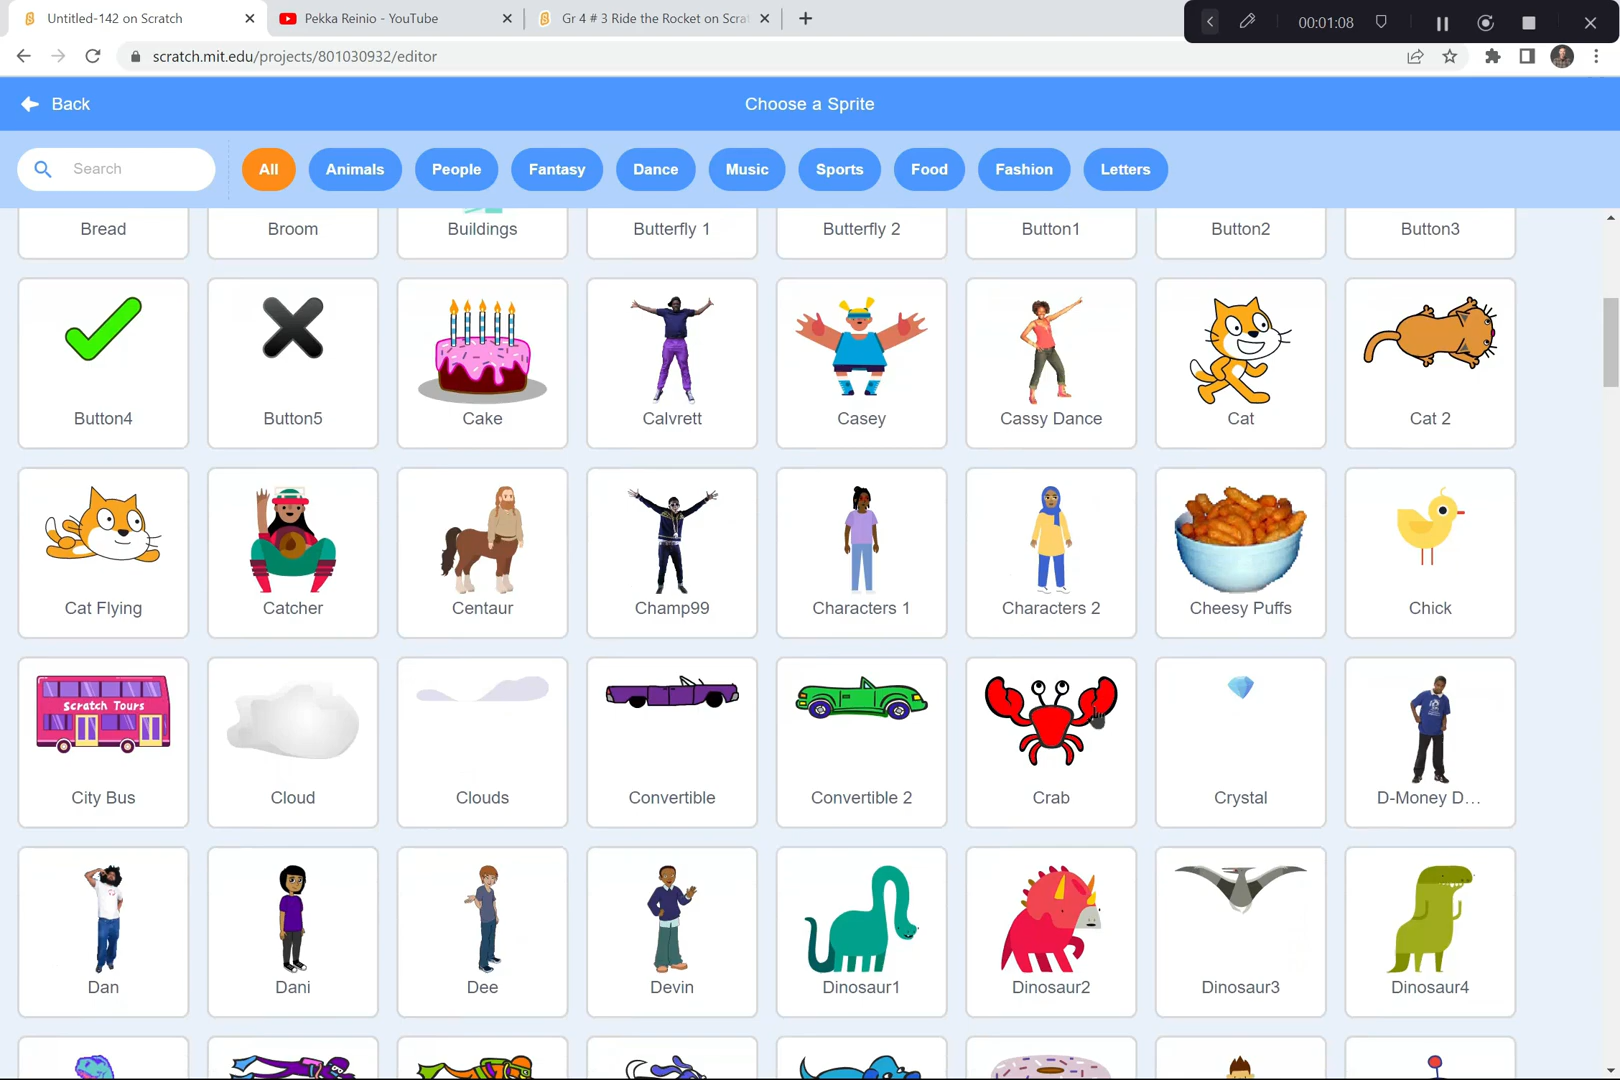 Untitled-142 on Scratch
Pekka Reinio - YouTube
Gr 4 # 3 Ride the Rocket on Scrat
00:01:08
scratch.mit.edu/projects/801030932/editor
Back
Choose a Sprite
Search
All
Animals
People
Fantasy
Dance
Music
Sports
Food
Fashion
Letters
Bread
Broom
Buildings
Butterfly 1
Butterfly 2
Button1
Button2
Button3
Button4
Button5
Cake
Calvrett
Casey
Cassy Dance
Cat
Cat 2
Cat Flying
Catcher
Centaur
Champ99
Characters 1
Characters 2
Cheesy Puffs
Chick
Scratch Tours
City Bus
Cloud
Clouds
Convertible
Convertible 2
Crab
Crystal
D-Money D...
Dan
Dani
Dee
Devin
Dinosaur1
Dinosaur2
Dinosaur3
Dinosaur4